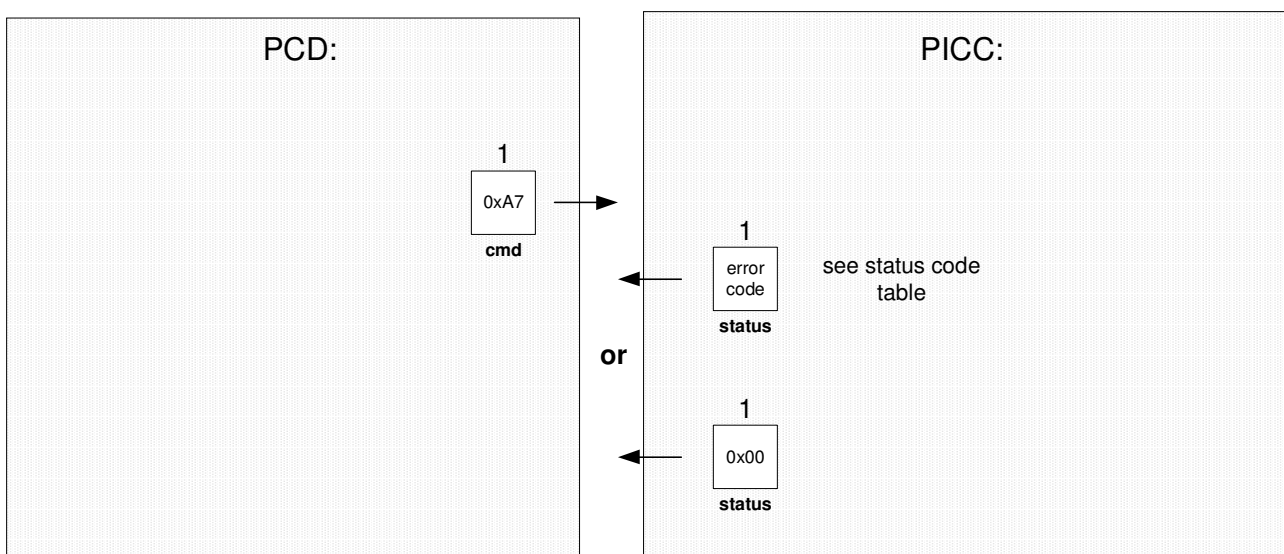 PCD:
PICC:
1
0xA7
cmd
1
error
code
status
see status code
table
or
1
0x00
status